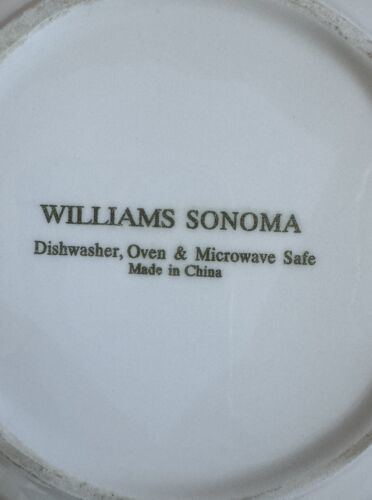 WILLIAMS SONOMA
Dishwasher, Oven & Microwave Safe
Made in China